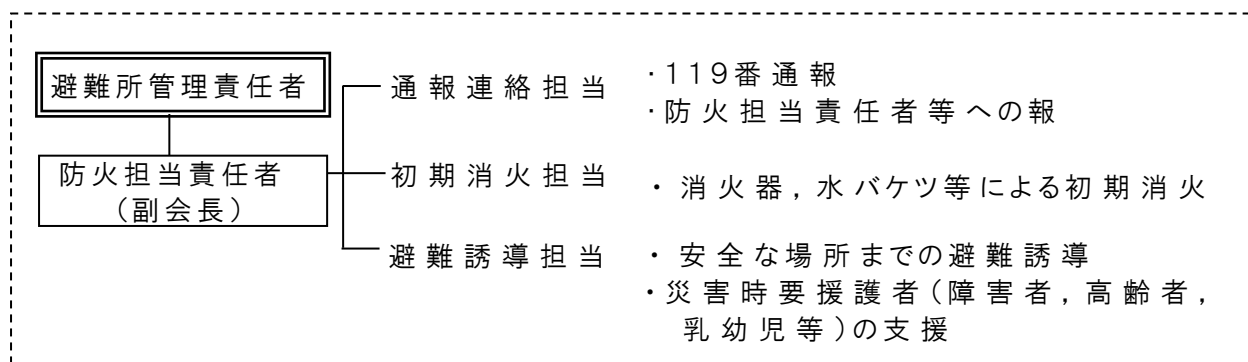 避難所管理責任者
防火担当責任者
(副会長)
通報連絡担当
・119番通報
・防火担当責任者等への報
初期消火担当
・消火器,水バケツ等による初期消火
避難誘導担当
・安全な場所までの避難誘導
・災害時要援護者(障害者,高齢者,
乳幼児等)の支援